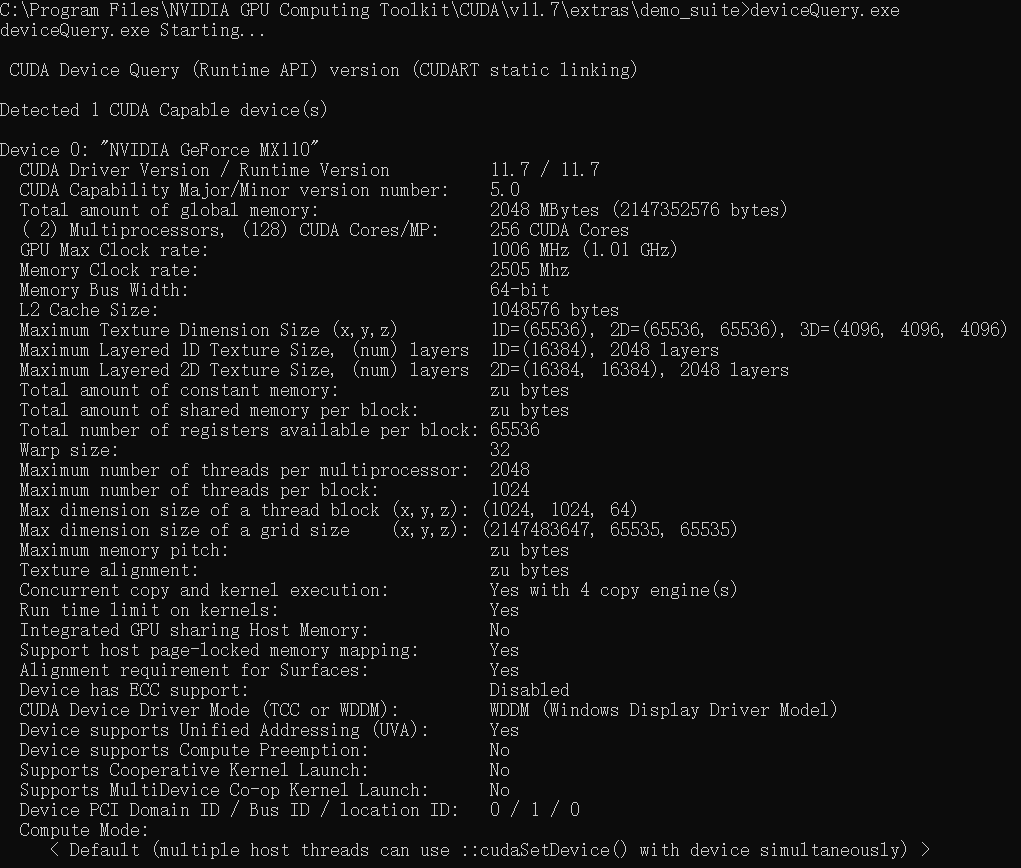 C:\Program Files\NVIDIA GPU Computing Toolkit\CUDA\v11.7\extras\demo_suite>deviceQuery.exe
deviceQuery.exe Starting...
CUDA Device Query (Runtime API) version (CUDART static linking)
Detected 1 CUDA Capable device(s)
Device 0: "NVIDIA GeForce MX110"
CUDA Driver Version / Runtime Version 11.7 / 11.7
CUDA Capability Major/Minor version number: 5.0
Total amount of global memory: 2048 MBytes (2147352576 bytes)
( 2) Multiprocessors, (128) CUDA Cores/MP: 256 CUDA Cores
GPU Max Clock rate: 1006 MHz (1.01 GHz)
Memory Clock rate: 2505 Mhz
Memory Bus Width: 64-bit
L2 Cache Size: 1048576 bytes
Maximum Texture Dimension Size (x,y,z) 1D=(65536), 2D=(65536, 65536), 3D=(4096, 4096, 4096)
Maximum Layered 1D Texture Size, (num) layers 1D=(16384), 2048 layers
Maximum Layered 2D Texture Size, (num) layers 2D=(16384, 16384), 2048 layers
Total amount of constant memory: zu bytes
Total amount of shared memory per block: zu bytes
Total number of registers available per block: 65536
Warp size: 32
Maximum number of threads per multiprocessor: 2048
Maximum number of threads per block: 1024
Max dimension size of a thread block (x,y,z): (1024, 1024, 64)
Max dimension size of a grid size (x,y,z): (2147483647, 65535, 65535)
Maximum memory pitch: zu bytes
Texture alignment: zu bytes
Concurrent copy and kernel execution: Yes with 4 copy engine(s)
Run time limit on kernels: Yes
Integrated GPU sharing Host Memory: No
Support host page-locked memory mapping: Yes
Alignment requirement for Surfaces: Yes
Device has ECC support: Disabled
CUDA Device Driver Mode (TCC or WDDM): WDDM (Windows Display Driver Model)
Device supports Unified Addressing (UVA): Yes
Device supports Compute Preemption: No
Supports Cooperative Kernel Launch: No
Supports MultiDevice Co-op Kernel Launch: No
Device PCI Domain ID / Bus ID / location ID: 0 / 1 / 0
Compute Mode:
< Default (multiple host threads can use ::cudaSetDevice() with device simultaneously) >